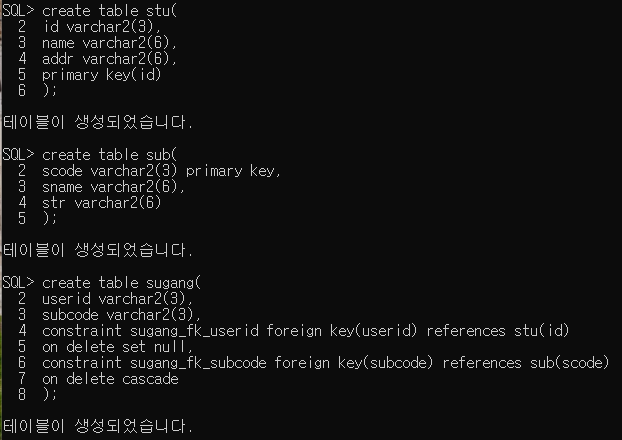 SQL> create table stu(
2 id varchar2(3),
3 name varchar2(6),
4 addr varchar2(6),
5 primary key(id)
6 );
테이블이 생성되었습니다.
SQL> create table sub(
2 scode varchar2(3) primary key,
3 sname varchar2(6),
4 str varchar2(6)
5 );
테이블이 생성되었습니다.
SQL> create table sugang(
2 userid varchar2(3),
3 subcode varchar2(3),
4 constraint sugang_fk_userid foreign key(userid) references stu(id)
5 on delete set null,
6 constraint sugang_fk_subcode foreign key(subcode) references sub(scode)
7 on delete cascade
8 );
테이블이 생성되었습니다.